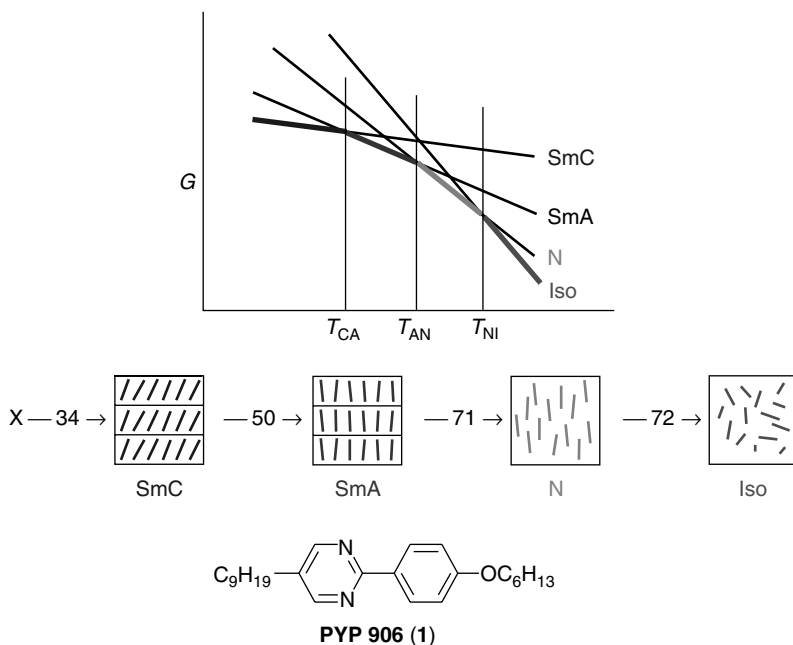 G
SmC
SmA
N
Iso
T_CA T_AN T_NI
X — 34 → — 50 → — 71 → — 72 →
SmC SmA N Iso
N
C₉H₁₉ OC₆H₁₃
N
PYP 906 (1)